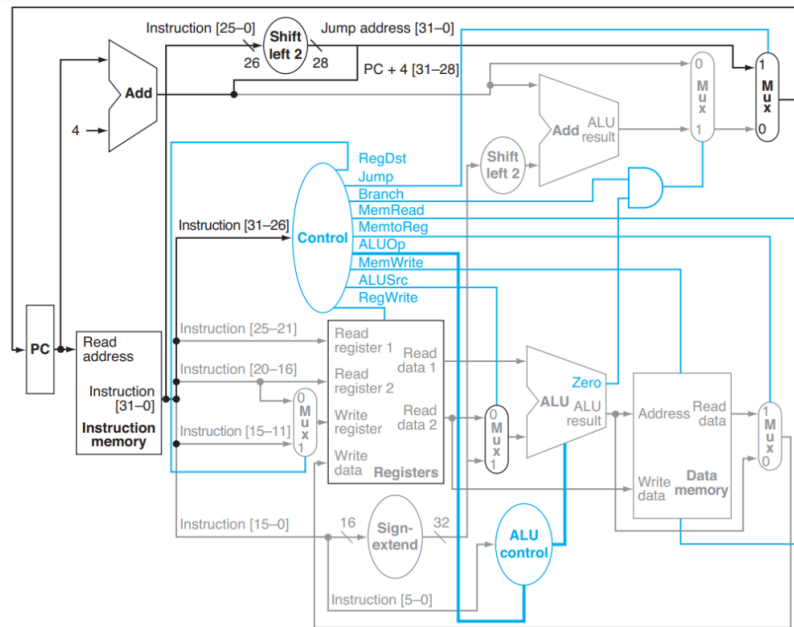 Instruction [25–0]
Shift
left 2
Jump address [31–0]
26
28
PC + 4 [31–28]
Add
4
0
M
u
x
1
1
M
u
x
0
Add
ALU
result
Shift
left 2
RegDst
Jump
Branch
MemRead
MemtoReg
ALUOp
MemWrite
ALUSrc
RegWrite
Instruction [31–26]
Control
PC
Read
address
Instruction
[31–0]
Instruction
memory
Instruction [25–21]
Instruction [20–16]
Instruction [15–11]
Instruction [15–0]
0
M
u
x
1
Read
register 1
Read
register 2
Write
register
Write
data
Read
data 1
Read
data 2
Registers
0
M
u
x
1
Zero
ALU
ALU
result
Address
Read
data
Write
data
Data
memory
1
M
u
x
0
16
Sign-
extend
32
ALU
control
Instruction [5–0]